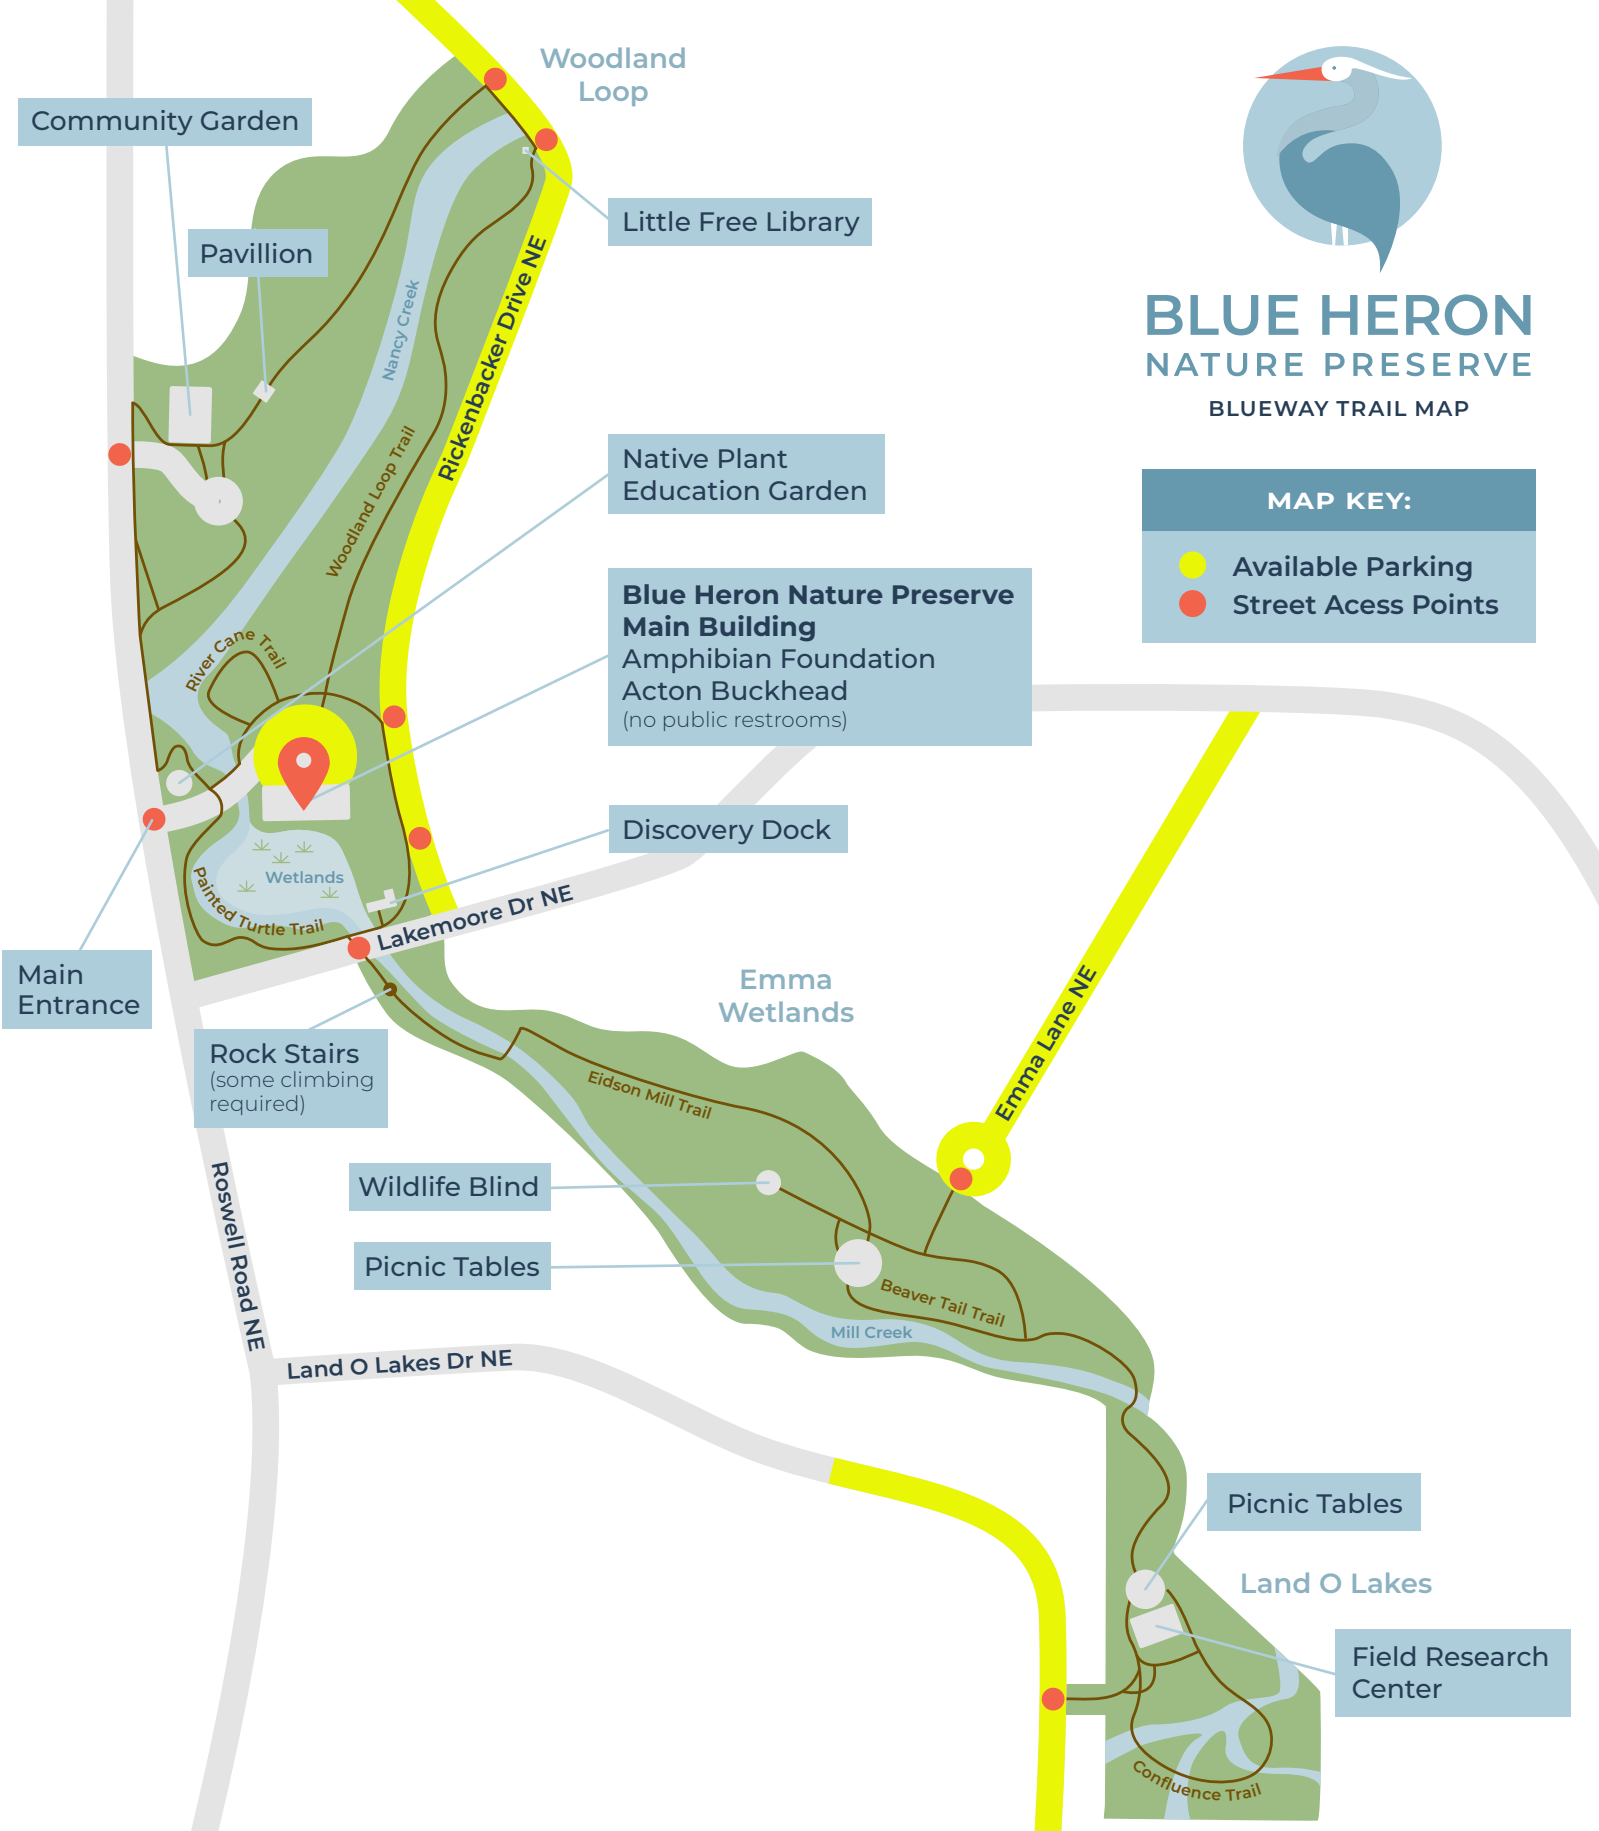 Woodland
Loop
Community Garden
Little Free Library
Pavillion
Nancy Creek
Rickenbacker Drive NE
Woodland Loop Trail
BLUE HERON
NATURE PRESERVE
BLUEWAY TRAIL MAP
MAP KEY:
Available Parking
Street Acess Points
Native Plant
Education Garden
Blue Heron Nature Preserve
Main Building
Amphibian Foundation
Acton Buckhead
(no public restrooms)
River Cane Trail
Discovery Dock
Wetlands
Painted Turtle Trail
Lakemoore Dr NE
Main
Entrance
Rock Stairs
(some climbing
required)
Emma
Wetlands
Emma Lane NE
Eidson Mill Trail
Wildlife Blind
Picnic Tables
Beaver Tail Trail
Mill Creek
Roswell Road NE
Land O Lakes Dr NE
Picnic Tables
Land O Lakes
Field Research
Center
Confluence Trail